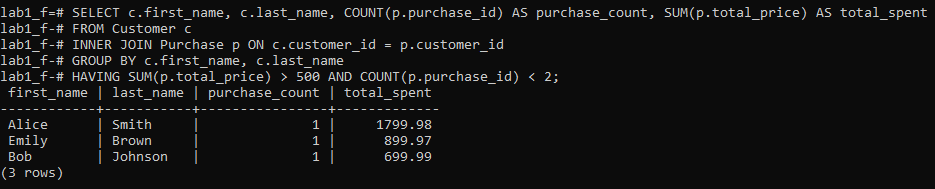 lab1_f=# SELECT c.first_name, c.last_name, COUNT(p.purchase_id) AS purchase_count, SUM(p.total_price) AS total_spent
lab1_f-# FROM Customer c
lab1_f-# INNER JOIN Purchase p ON c.customer_id = p.customer_id
lab1_f-# GROUP BY c.first_name, c.last_name
lab1_f-# HAVING SUM(p.total_price) > 500 AND COUNT(p.purchase_id) < 2;
 first_name | last_name | purchase_count | total_spent
------------+-----------+----------------+-------------
 Alice      | Smith     |              1 |     1799.98
 Emily      | Brown     |              1 |      899.97
 Bob        | Johnson   |              1 |      699.99
(3 rows)